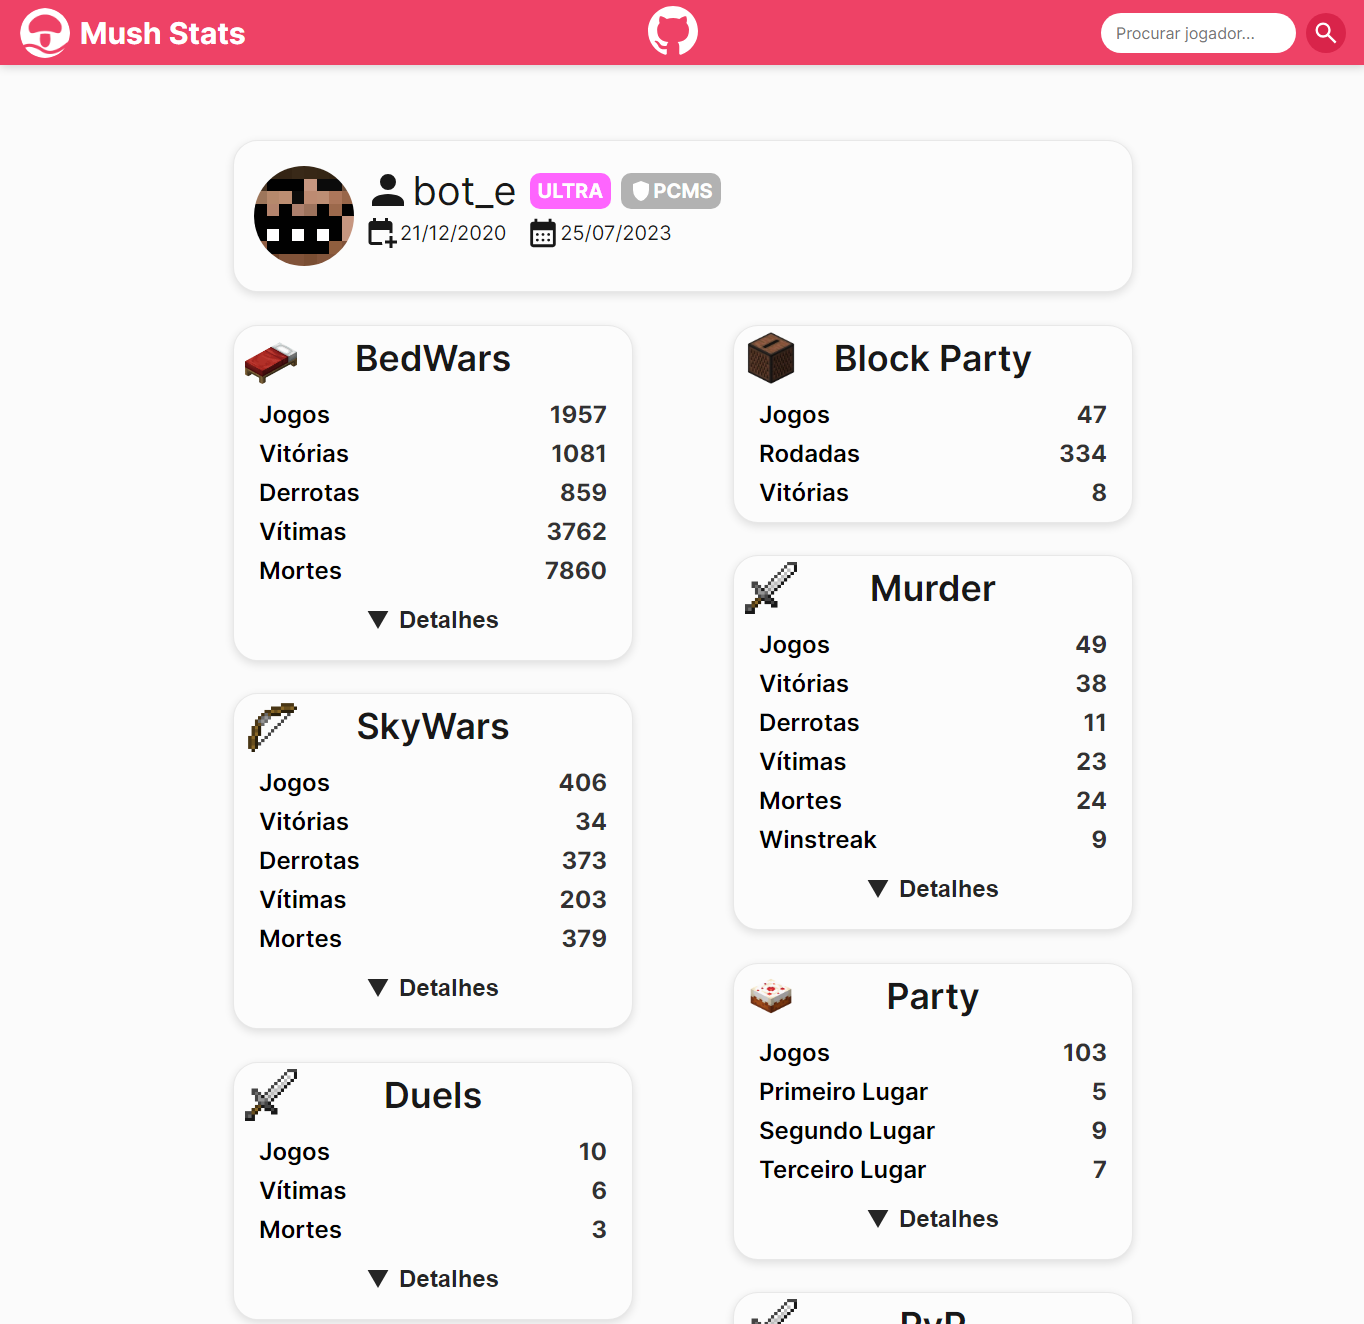 Mush Stats
Procurar jogador...
bot_e ULTRA PCMS
21/12/2020 25/07/2023
BedWars
Jogos 1957
Vitórias 1081
Derrotas 859
Vítimas 3762
Mortes 7860
▼ Detalhes
SkyWars
Jogos 406
Vitórias 34
Derrotas 373
Vítimas 203
Mortes 379
▼ Detalhes
Duels
Jogos 10
Vítimas 6
Mortes 3
▼ Detalhes
Block Party
Jogos 47
Rodadas 334
Vitórias 8
Murder
Jogos 49
Vitórias 38
Derrotas 11
Vítimas 23
Mortes 24
Winstreak 9
▼ Detalhes
Party
Jogos 103
Primeiro Lugar 5
Segundo Lugar 9
Terceiro Lugar 7
▼ Detalhes
PvP